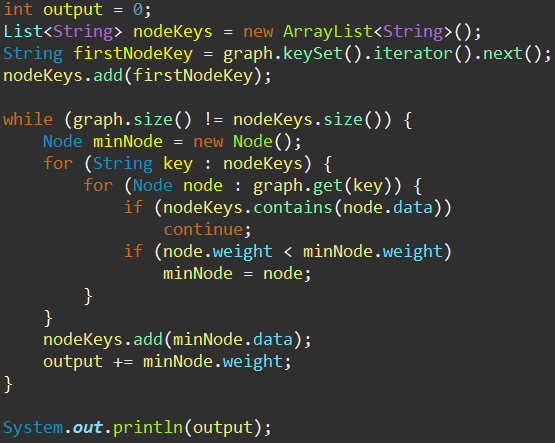 int output = 0;
List<String> nodeKeys = new ArrayList<String>();
String firstNodeKey = graph.keySet().iterator().next();
nodeKeys.add(firstNodeKey);

while (graph.size() != nodeKeys.size()) {
    Node minNode = new Node();
    for (String key : nodeKeys) {
        for (Node node : graph.get(key)) {
            if (nodeKeys.contains(node.data))
                continue;
            if (node.weight < minNode.weight)
                minNode = node;
        }
    }
    nodeKeys.add(minNode.data);
    output += minNode.weight;
}

System.out.println(output);